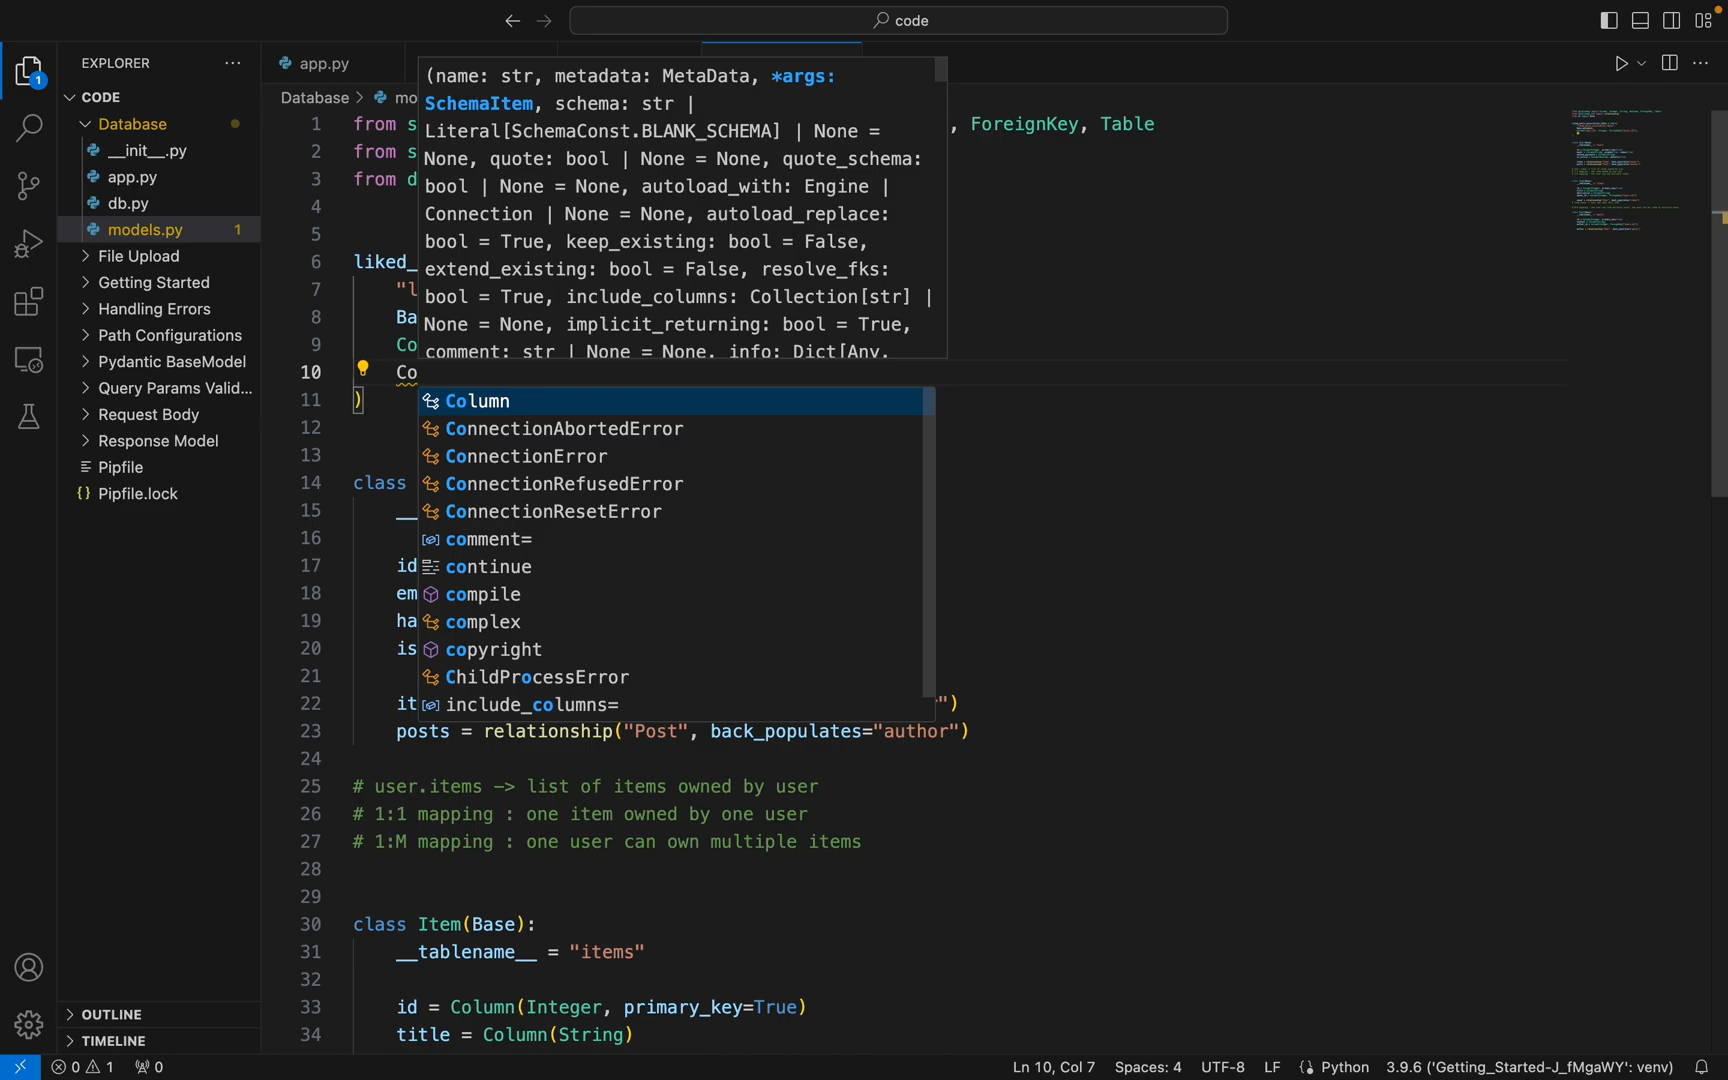 code
EXPLORER
CODE
Database
__init__.py
app.py
db.py
models.py 1
File Upload
Getting Started
Handling Errors
Path Configurations
Pydantic BaseModel
Query Params Valid...
Request Body
Response Model
Pipfile
Pipfile.lock
OUTLINE
TIMELINE
1
app.py
Database > mo
1 from s , ForeignKey, Table
2 from s
3 from d
4
5
6 liked_
7 "l
8 Ba
9 Co
10 Co
11 )
12
13
14 class
15 __
16
17 id
18 em
19 ha
20 is
21
22 it ")
23 posts = relationship("Post", back_populates="author")
24
25 # user.items -> list of items owned by user
26 # 1:1 mapping : one item owned by one user
27 # 1:M mapping : one user can own multiple items
28
29
30 class Item(Base):
31 __tablename__ = "items"
32
33 id = Column(Integer, primary_key=True)
34 title = Column(String)
(name: str, metadata: MetaData, *args:
SchemaItem, schema: str |
Literal[SchemaConst.BLANK_SCHEMA] | None =
None, quote: bool | None = None, quote_schema:
bool | None = None, autoload_with: Engine |
Connection | None = None, autoload_replace:
bool = True, keep_existing: bool = False,
extend_existing: bool = False, resolve_fks:
bool = True, include_columns: Collection[str] |
None = None, implicit_returning: bool = True,
comment: str | None = None, info: Dict[Any,
Column
ConnectionAbortedError
ConnectionError
ConnectionRefusedError
ConnectionResetError
comment=
continue
compile
complex
copyright
ChildProcessError
include_columns=
0 1 0
Ln 10, Col 7 Spaces: 4 UTF-8 LF Python 3.9.6 ('Getting_Started-J_fMgaWY': venv)